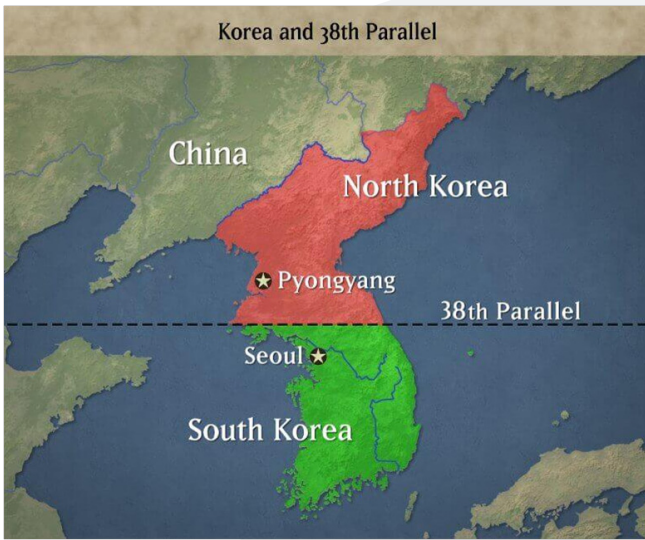 Korea and 38th Parallel
China
North Korea
Pyongyang
38th Parallel
Seoul
South Korea